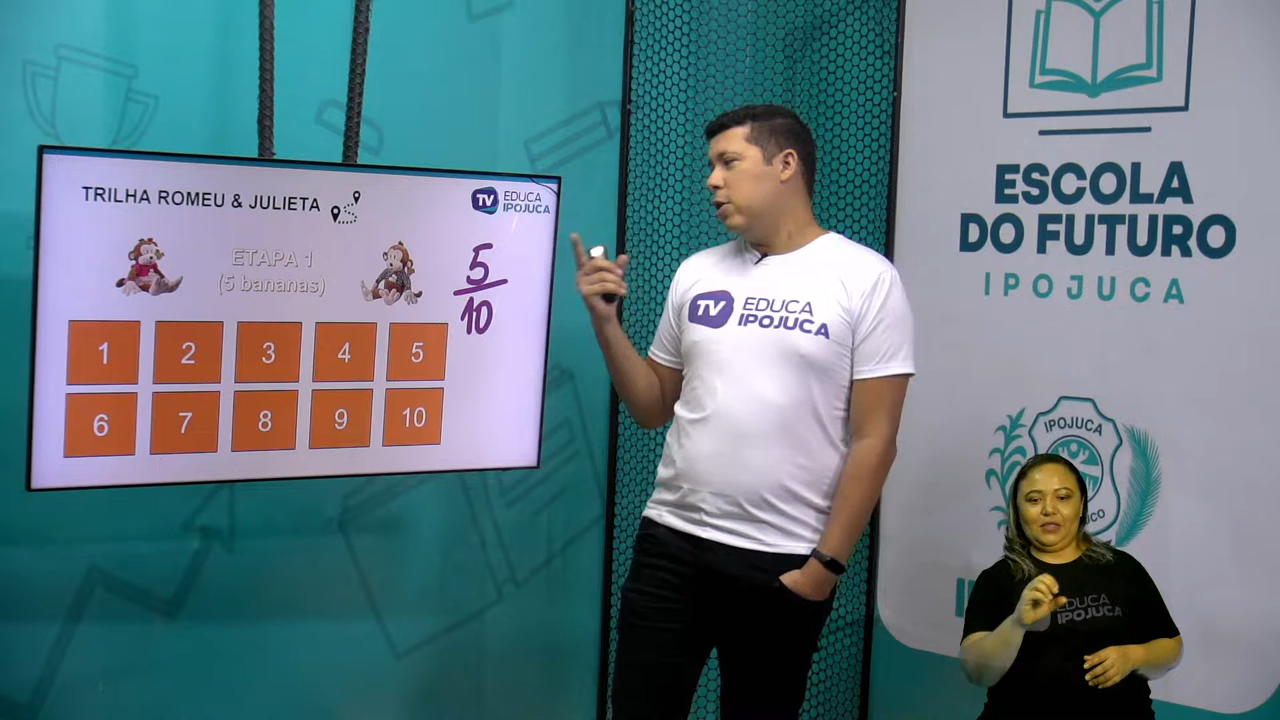 TRILHA ROMEU & JULIETA
TV EDUCA
IPOJUCA
ETAPA 1
(5 bananas)
5
10
1 2 3 4 5
6 7 8 9 10
TV EDUCA
IPOJUCA
ESCOLA
DO FUTURO
IPOJUCA
IPOJUCA
EDUCA
IPOJUCA